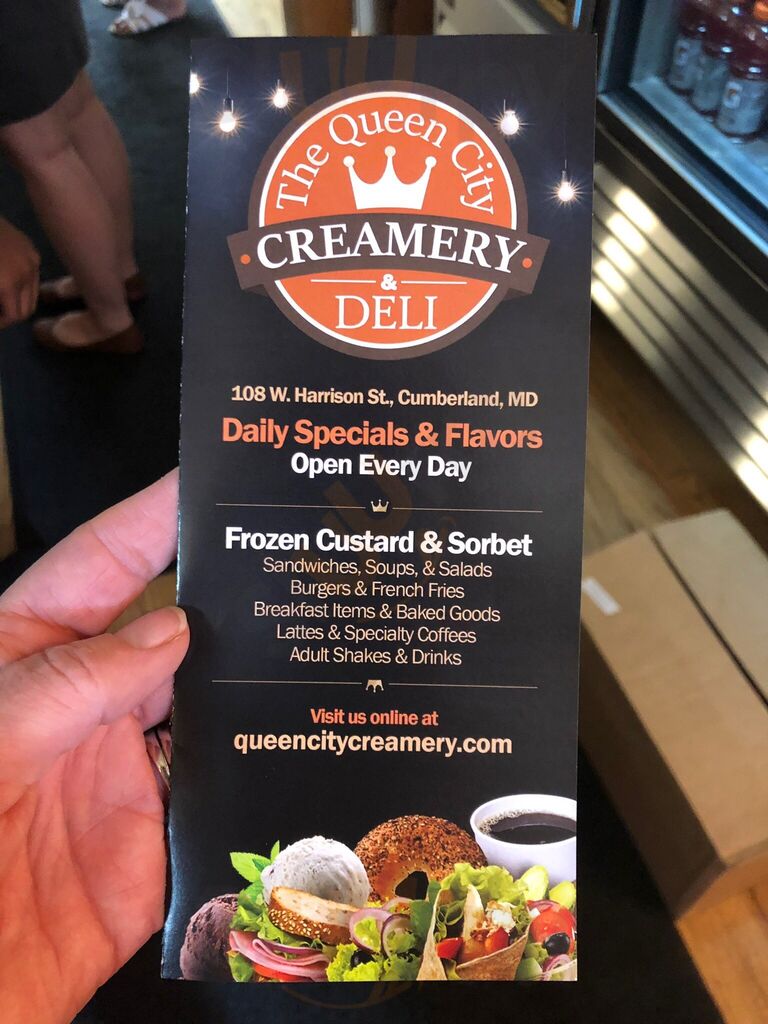 The Queen City
CREAMERY
&
DELI
108 W. Harrison St., Cumberland, MD
Daily Specials & Flavors
Open Every Day
Frozen Custard & Sorbet
Sandwiches, Soups, & Salads
Burgers & French Fries
Breakfast Items & Baked Goods
Lattes & Specialty Coffees
Adult Shakes & Drinks
Visit us online at
queencitycreamery.com